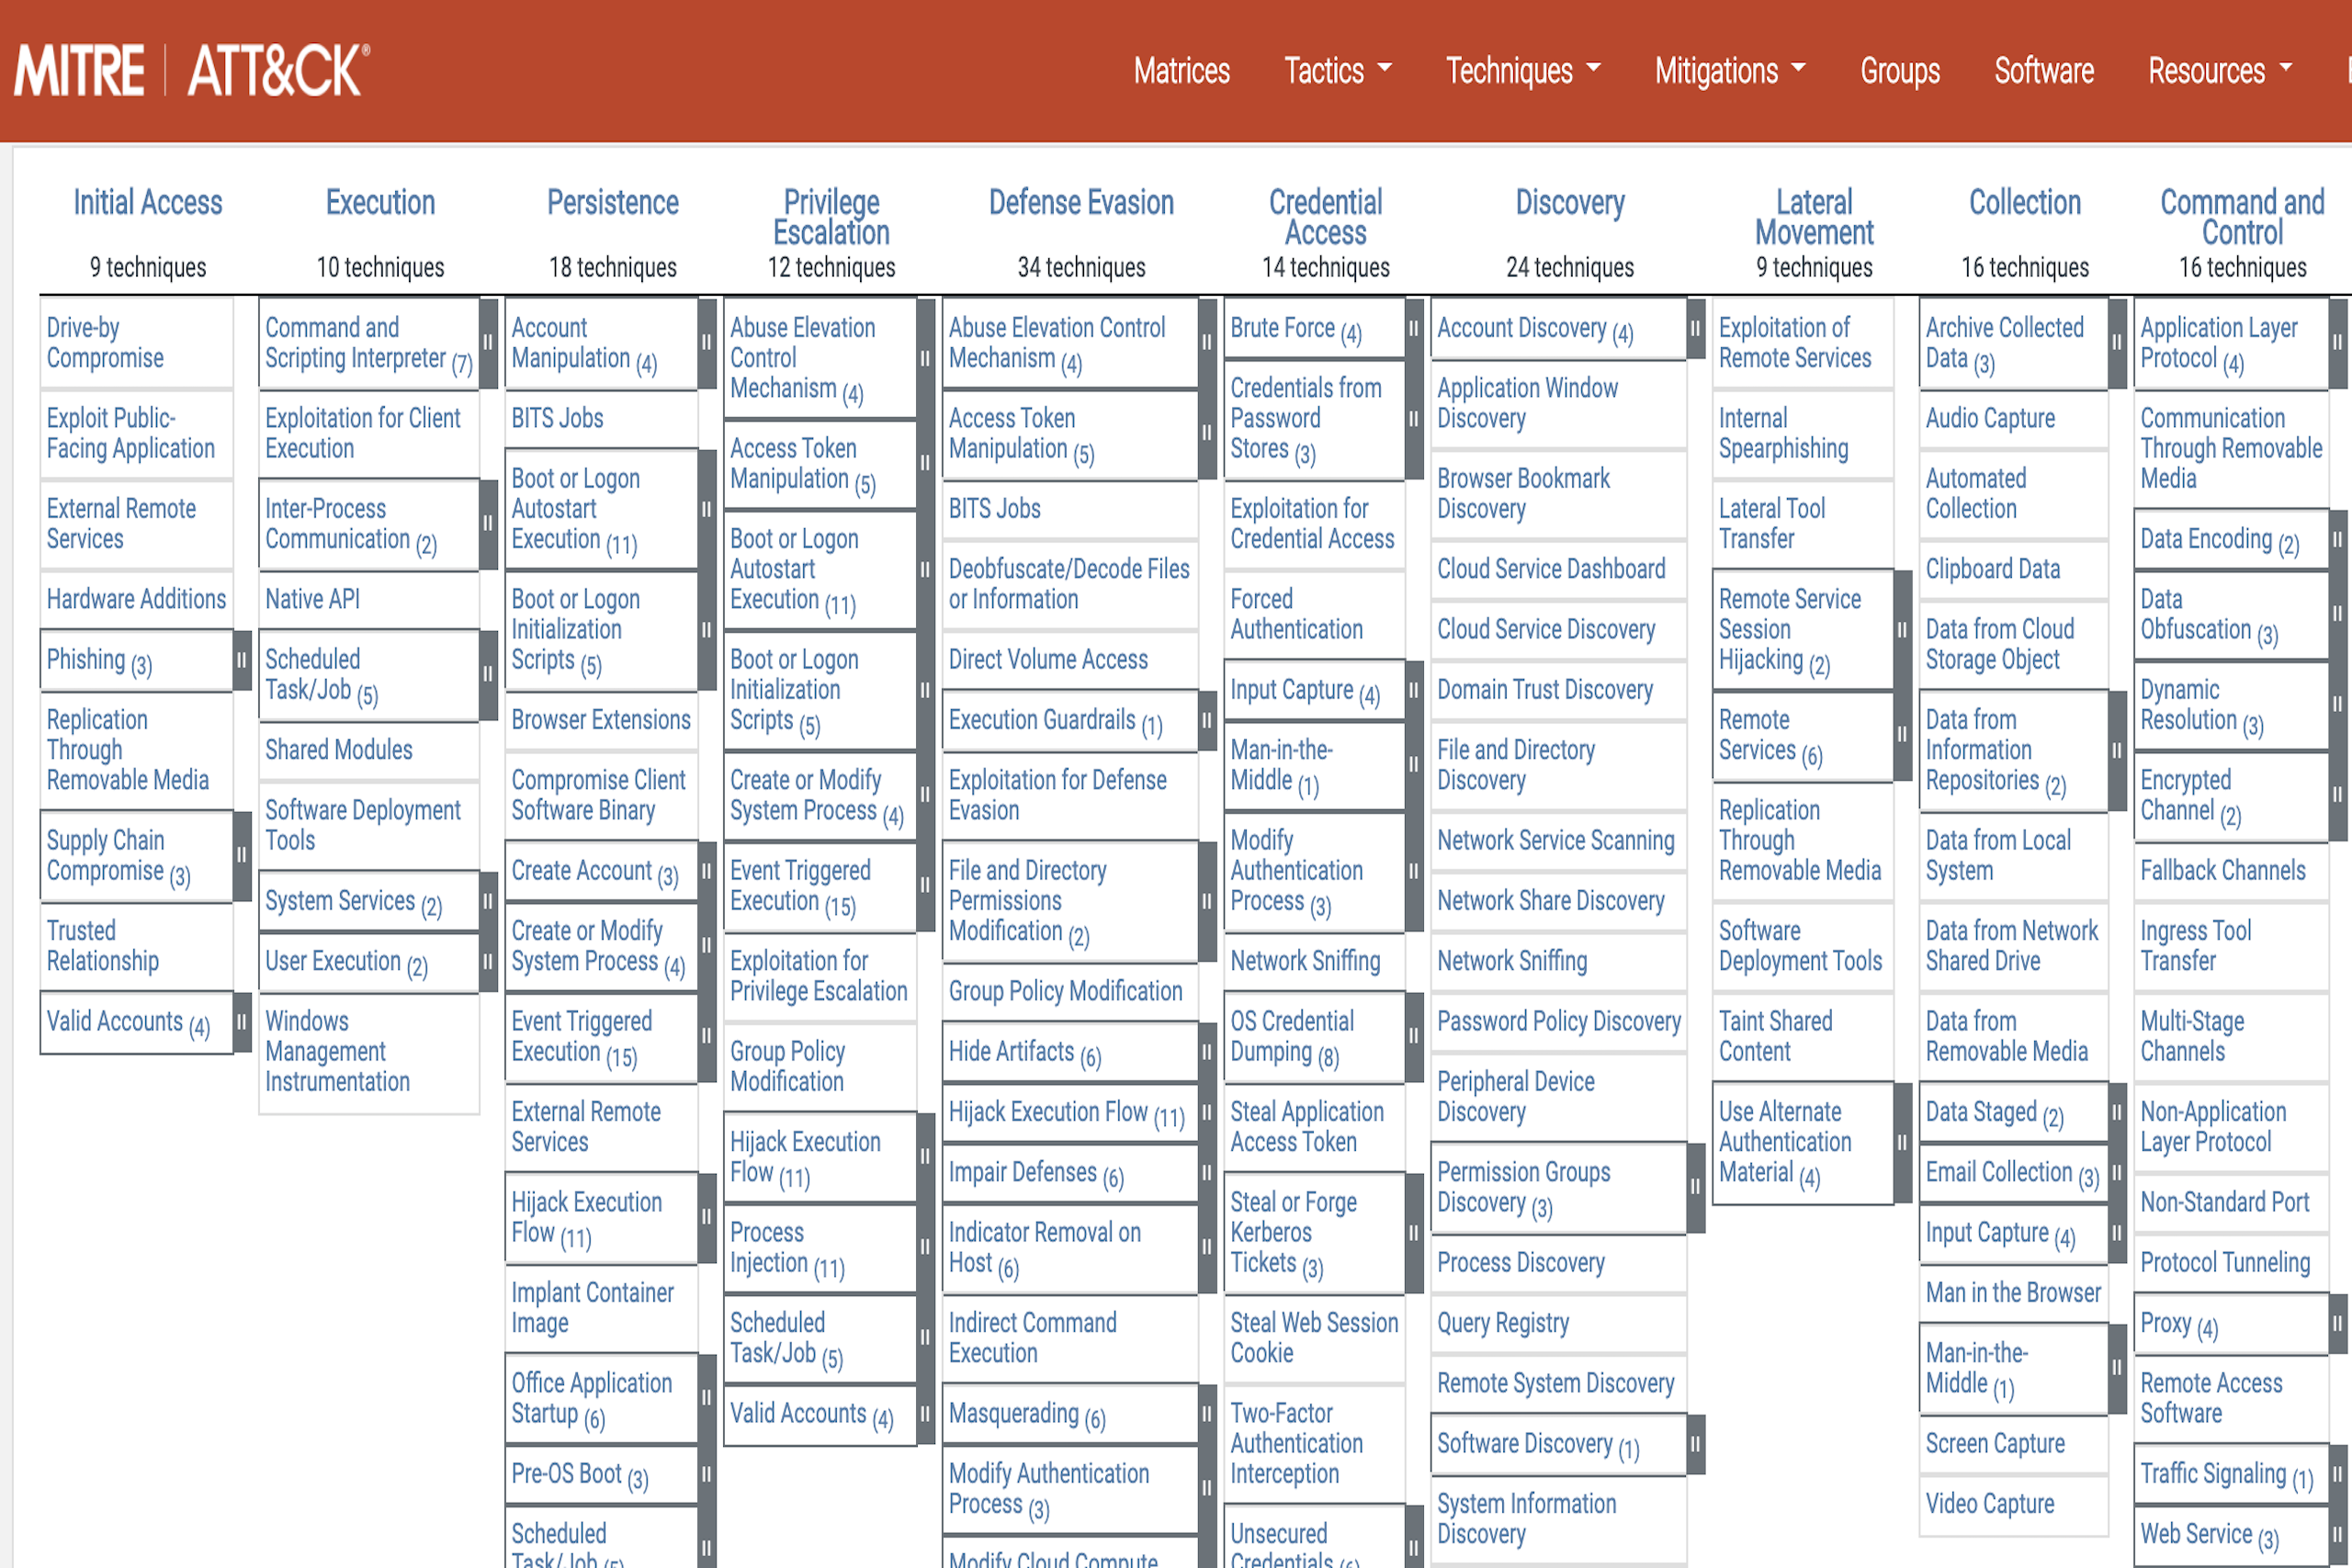 MITRE | ATT&CK®
Matrices
Tactics
Techniques
Mitigations
Groups
Software
Resources
Initial Access
9 techniques
Drive-by
Compromise
Exploit Public-
Facing Application
External Remote
Services
Hardware Additions
Phishing (3)
Replication
Through
Removable Media
Supply Chain
Compromise (3)
Trusted
Relationship
Valid Accounts (4)
Execution
10 techniques
Command and
Scripting Interpreter (7)
Exploitation for Client
Execution
Inter-Process
Communication (2)
Native API
Scheduled
Task/Job (5)
Shared Modules
Software Deployment
Tools
System Services (2)
User Execution (2)
Windows
Management
Instrumentation
Persistence
18 techniques
Account
Manipulation (4)
BITS Jobs
Boot or Logon
Autostart
Execution (11)
Boot or Logon
Initialization
Scripts (5)
Browser Extensions
Compromise Client
Software Binary
Create Account (3)
Create or Modify
System Process (4)
Event Triggered
Execution (15)
External Remote
Services
Hijack Execution
Flow (11)
Implant Container
Image
Office Application
Startup (6)
Pre-OS Boot (3)
Scheduled
Task/Job (5)
Privilege
Escalation
12 techniques
Abuse Elevation
Control
Mechanism (4)
Access Token
Manipulation (5)
Boot or Logon
Autostart
Execution (11)
Boot or Logon
Initialization
Scripts (5)
Create or Modify
System Process (4)
Event Triggered
Execution (15)
Exploitation for
Privilege Escalation
Group Policy
Modification
Hijack Execution
Flow (11)
Process
Injection (11)
Scheduled
Task/Job (5)
Valid Accounts (4)
Defense Evasion
34 techniques
Abuse Elevation Control
Mechanism (4)
Access Token
Manipulation (5)
BITS Jobs
Deobfuscate/Decode Files
or Information
Direct Volume Access
Execution Guardrails (1)
Exploitation for Defense
Evasion
File and Directory
Permissions
Modification (2)
Group Policy Modification
Hide Artifacts (6)
Hijack Execution Flow (11)
Impair Defenses (6)
Indicator Removal on
Host (6)
Indirect Command
Execution
Masquerading (6)
Modify Authentication
Process (3)
Modify Cloud Compute
Credential
Access
14 techniques
Brute Force (4)
Credentials from
Password
Stores (3)
Exploitation for
Credential Access
Forced
Authentication
Input Capture (4)
Man-in-the-
Middle (1)
Modify
Authentication
Process (3)
Network Sniffing
OS Credential
Dumping (8)
Steal Application
Access Token
Steal or Forge
Kerberos
Tickets (3)
Steal Web Session
Cookie
Two-Factor
Authentication
Interception
Unsecured
Credentials (6)
Discovery
24 techniques
Account Discovery (4)
Application Window
Discovery
Browser Bookmark
Discovery
Cloud Service Dashboard
Cloud Service Discovery
Domain Trust Discovery
File and Directory
Discovery
Network Service Scanning
Network Share Discovery
Network Sniffing
Password Policy Discovery
Peripheral Device
Discovery
Permission Groups
Discovery (3)
Process Discovery
Query Registry
Remote System Discovery
Software Discovery (1)
System Information
Discovery
Lateral
Movement
9 techniques
Exploitation of
Remote Services
Internal
Spearphishing
Lateral Tool
Transfer
Remote Service
Session
Hijacking (2)
Remote
Services (6)
Replication
Through
Removable Media
Software
Deployment Tools
Taint Shared
Content
Use Alternate
Authentication
Material (4)
Collection
16 techniques
Archive Collected
Data (3)
Audio Capture
Automated
Collection
Clipboard Data
Data from Cloud
Storage Object
Data from
Information
Repositories (2)
Data from Local
System
Data from Network
Shared Drive
Data from
Removable Media
Data Staged (2)
Email Collection (3)
Input Capture (4)
Man in the Browser
Man-in-the-
Middle (1)
Screen Capture
Video Capture
Command and
Control
16 techniques
Application Layer
Protocol (4)
Communication
Through Removable
Media
Data Encoding (2)
Data
Obfuscation (3)
Dynamic
Resolution (3)
Encrypted
Channel (2)
Fallback Channels
Ingress Tool
Transfer
Multi-Stage
Channels
Non-Application
Layer Protocol
Non-Standard Port
Protocol Tunneling
Proxy (4)
Remote Access
Software
Traffic Signaling (1)
Web Service (3)